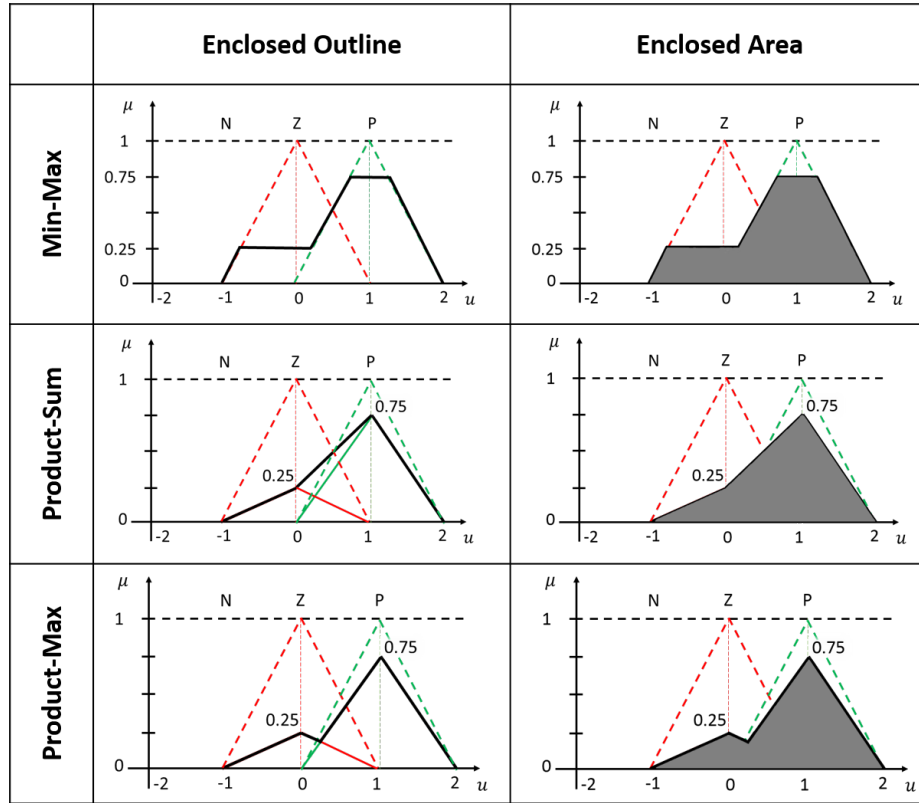 Enclosed Outline Enclosed Area
Min-Max
μ
N Z P
1
0.75
0.25
0
-2 -1 0 1 2 u
μ
N Z P
1
0.75
0.25
0
-2 -1 0 1 2 u
Product-Sum
μ
N Z P
1
0.75
0.25
0
-2 -1 0 1 2 u
μ
N Z P
1
0.75
0.25
0
-2 -1 0 1 2 u
Product-Max
μ
N Z P
1
0.75
0.25
0
-2 -1 0 1 2 u
μ
N Z P
1
0.75
0.25
0
-2 -1 0 1 2 u